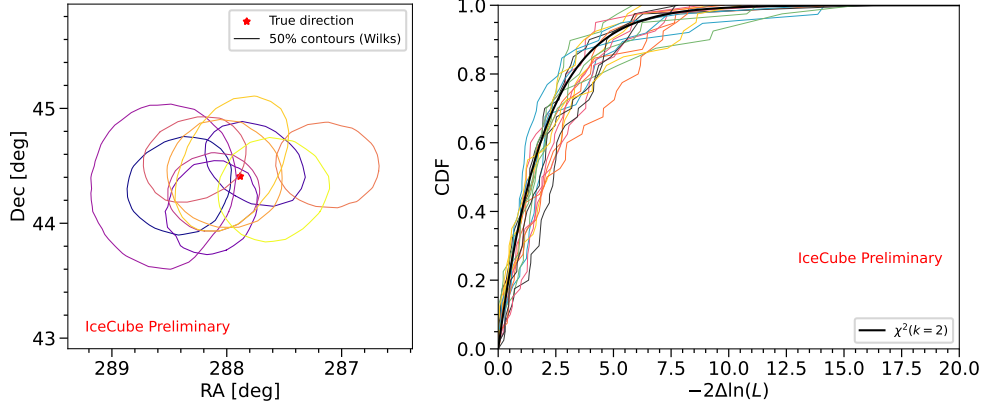 True direction
50% contours (Wilks)
45
44
43
Dec [deg]
IceCube Preliminary
289
288
287
RA [deg]
1.0
0.8
0.6
0.4
0.2
0.0
CDF
IceCube Preliminary
χ²(k = 2)
0.0
2.5
5.0
7.5
10.0
12.5
15.0
17.5
20.0
−2Δln(L)